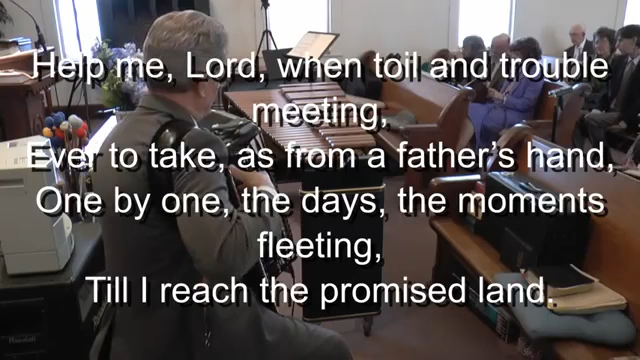 Help me, Lord, when toil and trouble
meeting,
Ever to take, as from a father's hand,
One by one, the days, the moments
fleeting,
Till I reach the promised land.